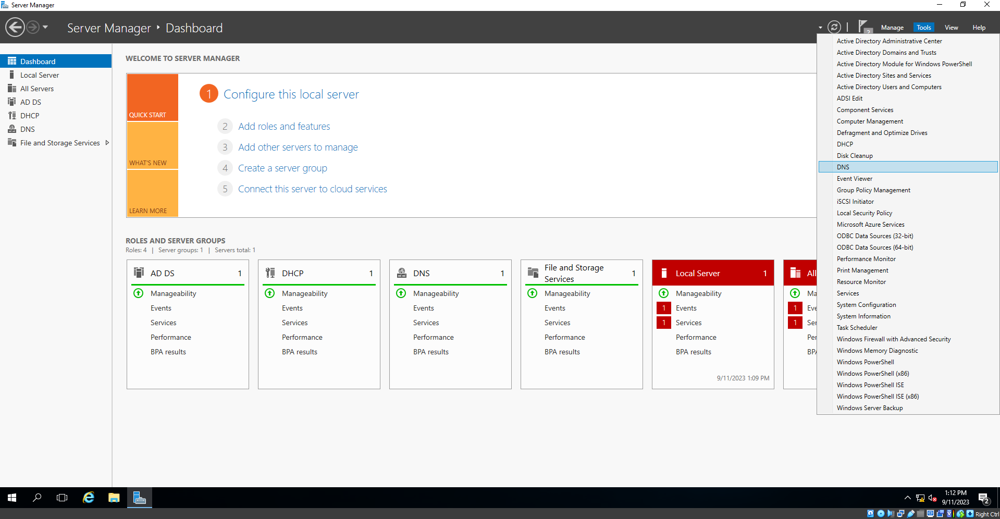 Server Manager
Server Manager ‣ Dashboard
2
Manage
Tools
View
Help
Dashboard
Local Server
All Servers
AD DS
DHCP
DNS
File and Storage Services
WELCOME TO SERVER MANAGER
QUICK START
WHAT'S NEW
LEARN MORE
1 Configure this local server
2 Add roles and features
3 Add other servers to manage
4 Create a server group
5 Connect this server to cloud services
ROLES AND SERVER GROUPS
Roles: 4 | Server groups: 1 | Servers total: 1
AD DS 1
Manageability
Events
Services
Performance
BPA results
DHCP 1
Manageability
Events
Services
Performance
BPA results
DNS 1
Manageability
Events
Services
Performance
BPA results
File and Storage
Services
1
Manageability
Events
Services
Performance
BPA results
Local Server 1
Manageability
1 Events
1 Services
Performance
BPA results
9/11/2023 1:09 PM
All
Ma
1 Eve
1 Ser
Per
BPA
Active Directory Administrative Center
Active Directory Domains and Trusts
Active Directory Module for Windows PowerShell
Active Directory Sites and Services
Active Directory Users and Computers
ADSI Edit
Component Services
Computer Management
Defragment and Optimize Drives
DHCP
Disk Cleanup
DNS
Event Viewer
Group Policy Management
iSCSI Initiator
Local Security Policy
Microsoft Azure Services
ODBC Data Sources (32-bit)
ODBC Data Sources (64-bit)
Performance Monitor
Print Management
Resource Monitor
Services
System Configuration
System Information
Task Scheduler
Windows Firewall with Advanced Security
Windows Memory Diagnostic
Windows PowerShell
Windows PowerShell (x86)
Windows PowerShell ISE
Windows PowerShell ISE (x86)
Windows Server Backup
1:12 PM
9/11/2023
2
Right Ctrl